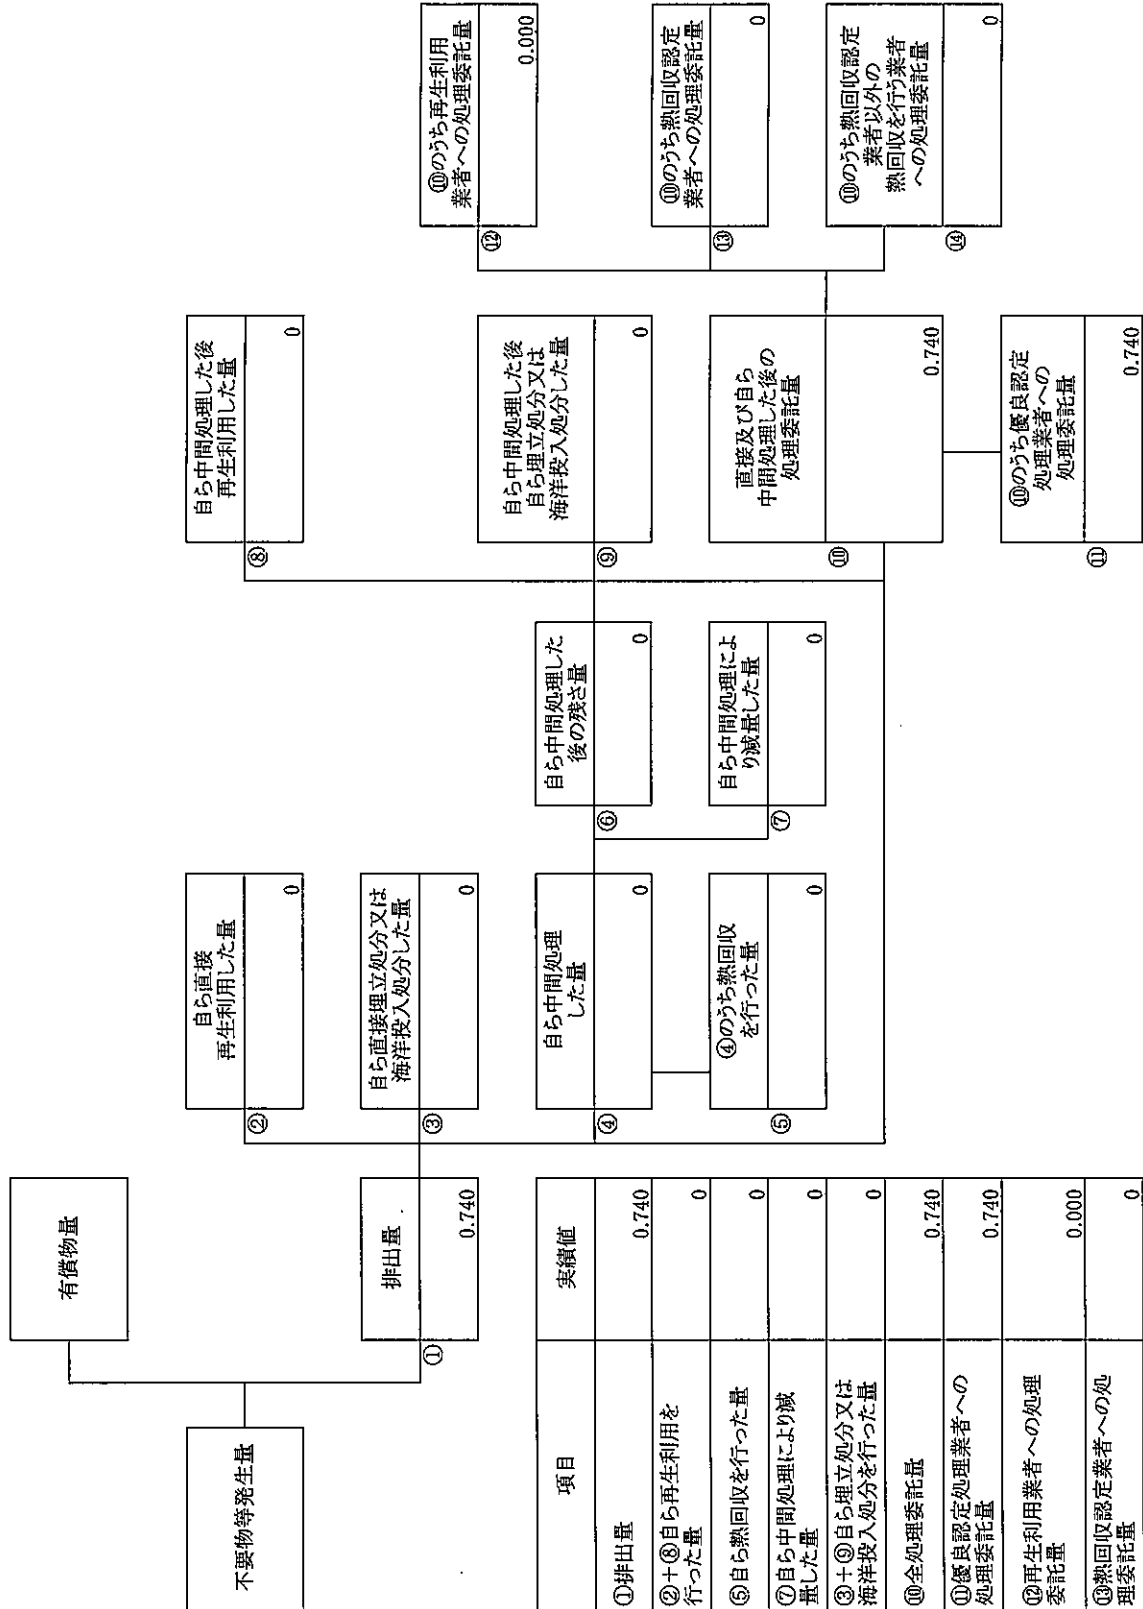 不要物等発生量
有償物量
①
排出量
0.740
②
自ら直接
再生利用した量
0
③
自ら直接埋立処分又は
海洋投入処分した量
0
④
自ら中間処理
した量
0
⑤
④のうち熱回収
を行った量
0
⑥
自ら中間処理した
後の残さ量
0
⑦
自ら中間処理によ
り減量した量
0
⑧
自ら中間処理した後
再生利用した量
0
⑨
自ら中間処理した後
自ら埋立処分又は
海洋投入処分した量
0
⑩
直接及び自ら
中間処理した後の
処理委託量
0.740
⑪
⑩のうち優良認定
処理業者への
処理委託量
0.740
⑫
⑩のうち再生利用
業者への処理委託量
0.000
⑬
⑩のうち熱回収認定
業者への処理委託量
0
⑭
⑩のうち熱回収認定
業者以外の
熱回収を行う業者
への処理委託量
0
項目 実績値
①排出量 0.740
②+⑧自ら再生利用を
行った量 0
⑤自ら熱回収を行った量 0
⑦自ら中間処理により減
量した量 0
③+⑨自ら埋立処分又は
海洋投入処分を行った量 0
⑩全処理委託量 0.740
⑪優良認定処理業者への
処理委託量 0.740
⑫再生利用業者への処理
委託量 0.000
⑬熱回収認定業者への処
理委託量 0